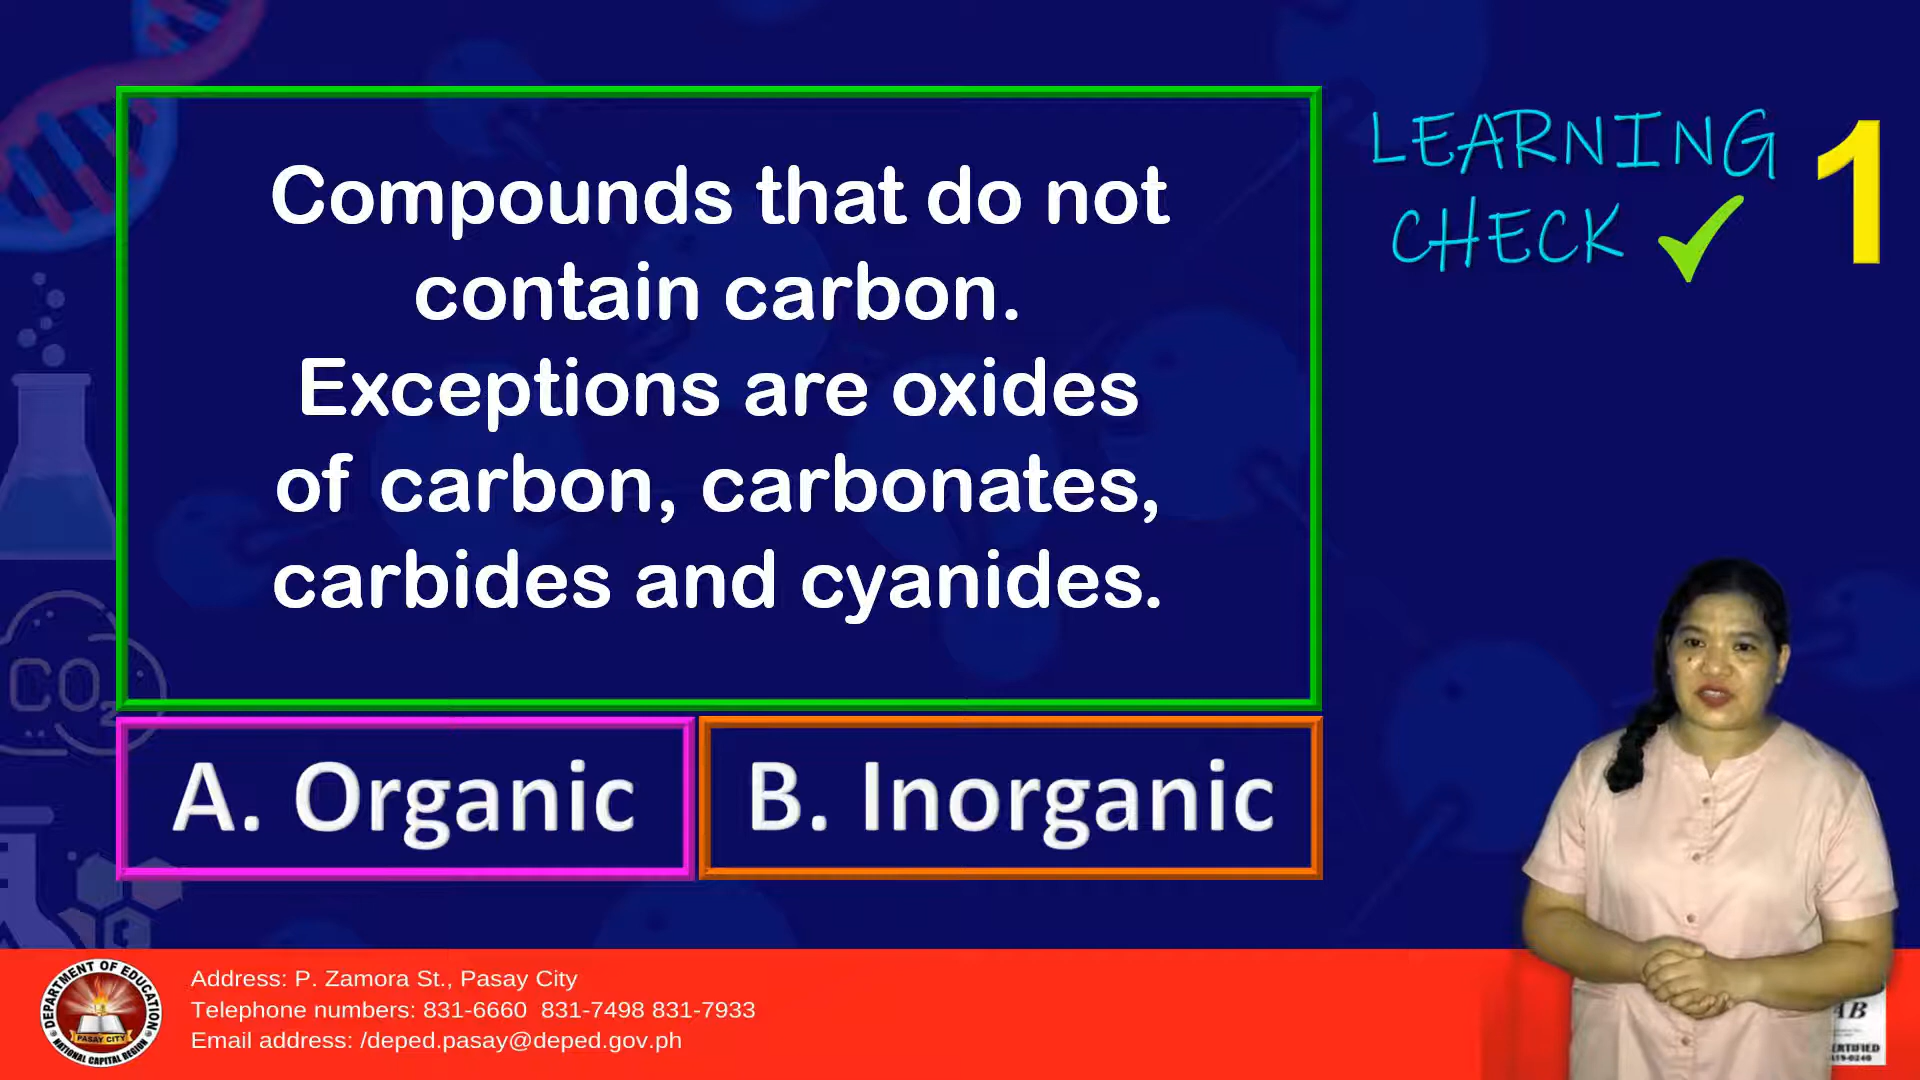 Compounds that do not
contain carbon.
Exceptions are oxides
of carbon, carbonates,
carbides and cyanides.
LEARNING
CHECK
1
A. Organic
B. Inorganic
CO2
DEPARTMENT OF EDUCATION
PASAY CITY
NATIONAL CAPITAL REGION
Address: P. Zamora St., Pasay City
Telephone numbers: 831-6660 831-7498 831-7933
Email address: /deped.pasay@deped.gov.ph